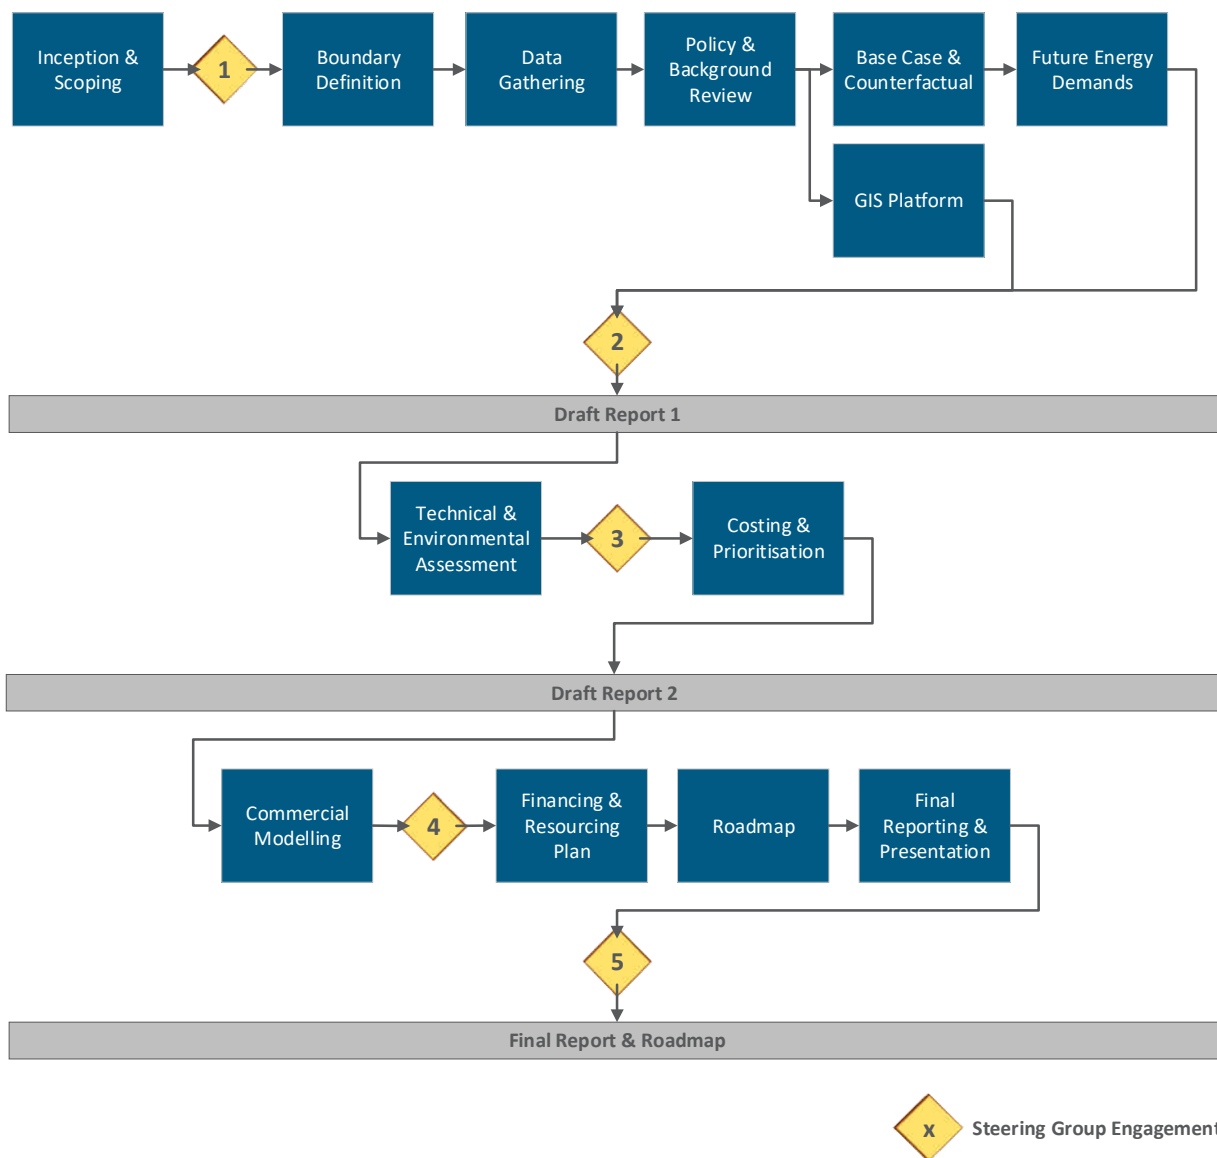 Inception &
Scoping
1
Boundary
Definition
Data
Gathering
Policy &
Background
Review
Base Case &
Counterfactual
Future Energy
Demands
GIS Platform
2
Draft Report 1
Technical &
Environmental
Assessment
3
Costing &
Prioritisation
Draft Report 2
Commercial
Modelling
4
Financing &
Resourcing
Plan
Roadmap
Final
Reporting &
Presentation
5
Final Report & Roadmap
x
Steering Group Engagement